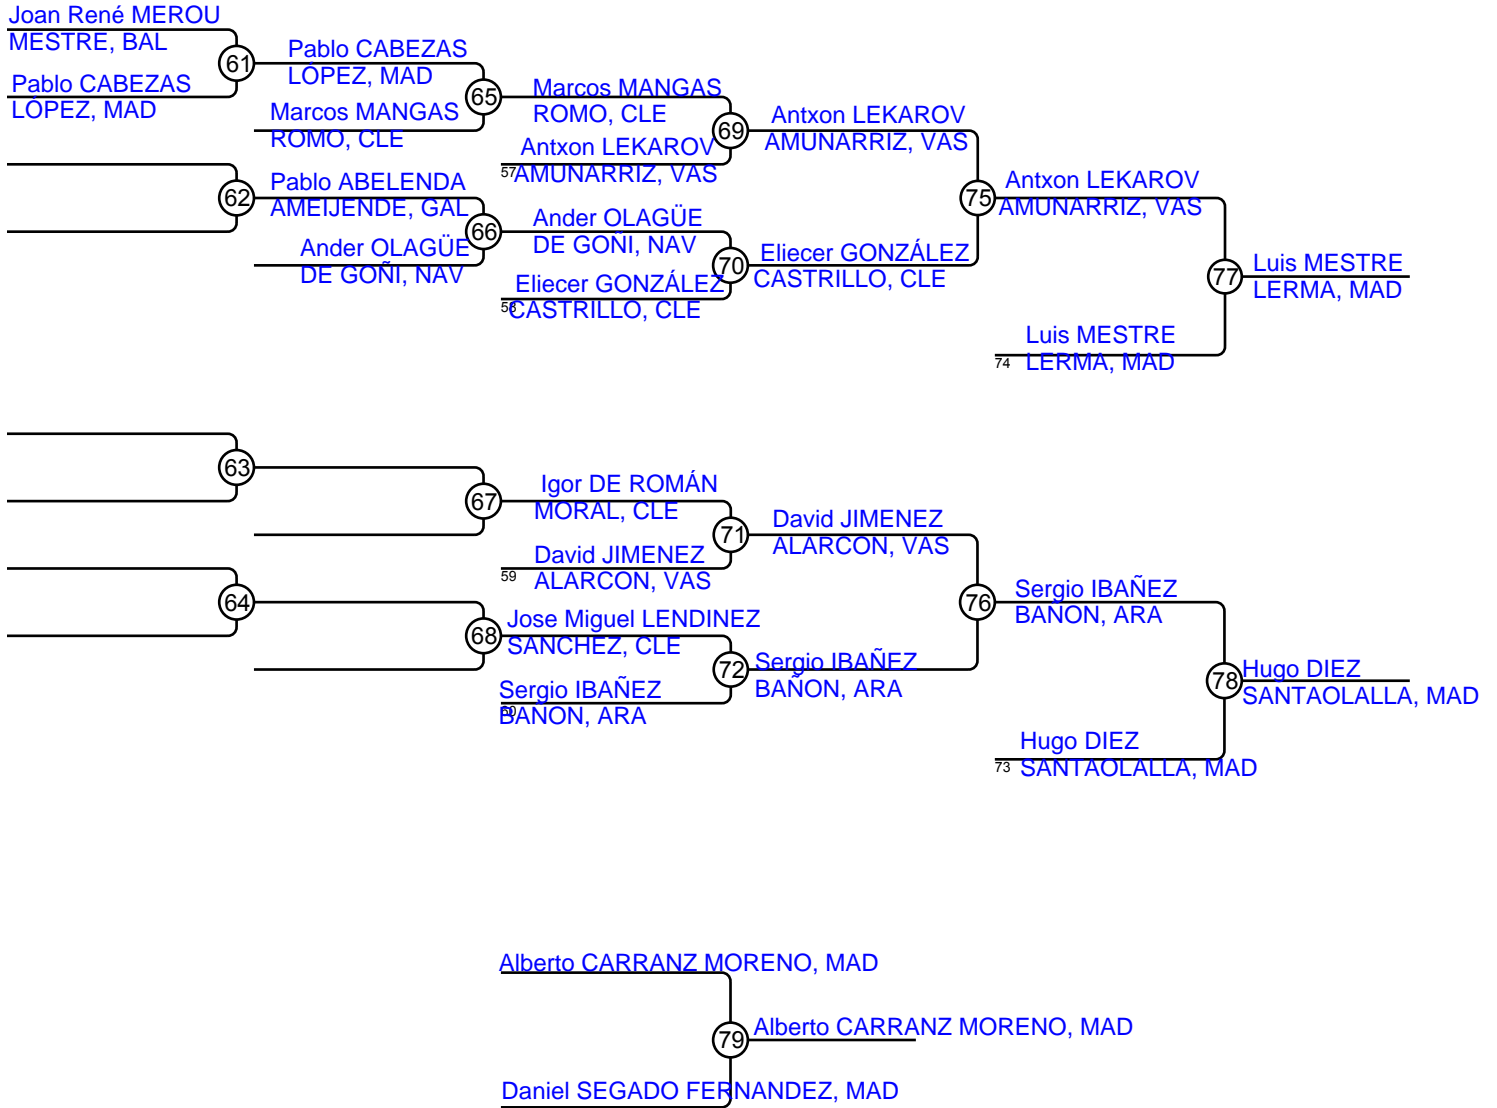 Joan René MEROU
MESTRE, BAL
61
Pablo CABEZAS
LÓPEZ, MAD
Pablo CABEZAS
LÓPEZ, MAD
65
Marcos MANGAS
ROMO, CLE
Marcos MANGAS
ROMO, CLE
69
Antxon LEKAROV
57 AMUNARRIZ, VAS
Antxon LEKAROV
AMUNARRIZ, VAS
62
Pablo ABELENDA
AMEIJENDE, GAL
66
Ander OLAGÜE
DE GOÑI, NAV
Ander OLAGÜE
DE GOÑI, NAV
70
Eliecer GONZÁLEZ
58 CASTRILLO, CLE
Eliecer GONZÁLEZ
CASTRILLO, CLE
75
Antxon LEKAROV
AMUNARRIZ, VAS
77
Luis MESTRE
74 LERMA, MAD
Luis MESTRE
LERMA, MAD
63
67
Igor DE ROMÁN
MORAL, CLE
71
David JIMENEZ
59 ALARCON, VAS
David JIMENEZ
ALARCON, VAS
64
68
Jose Miguel LENDINEZ
SANCHEZ, CLE
72
Sergio IBAÑEZ
60 BAÑON, ARA
Sergio IBAÑEZ
BAÑON, ARA
76
Sergio IBAÑEZ
BAÑON, ARA
78
Hugo DIEZ
73 SANTAOLALLA, MAD
Hugo DIEZ
SANTAOLALLA, MAD
Alberto CARRANZ MORENO, MAD
79
Alberto CARRANZ MORENO, MAD
Daniel SEGADO FERNANDEZ, MAD